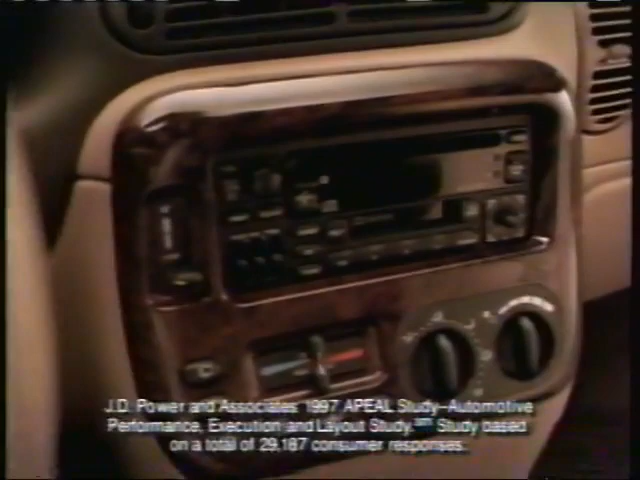 J.D. Power and Associates 1997 APEAL Study–Automotive
Performance, Execution and Layout Study.℠ Study based
on a total of 29,187 consumer responses.